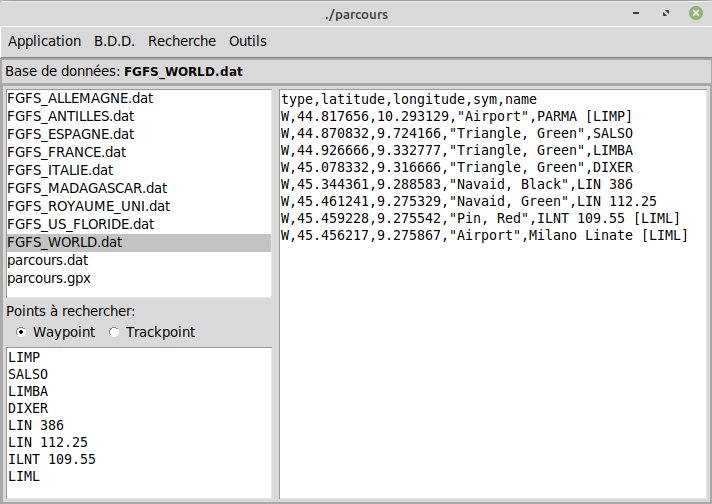 ./parcours
Application B.D.D. Recherche Outils
Base de données: FGFS_WORLD.dat
FGFS_ALLEMAGNE.dat
FGFS_ANTILLES.dat
FGFS_ESPAGNE.dat
FGFS_FRANCE.dat
FGFS_ITALIE.dat
FGFS_MADAGASCAR.dat
FGFS_ROYAUME_UNI.dat
FGFS_US_FLORIDE.dat
FGFS_WORLD.dat
parcours.dat
parcours.gpx
Points à rechercher:
Waypoint Trackpoint
LIMP
SALSO
LIMBA
DIXER
LIN 386
LIN 112.25
ILNT 109.55
LIML
type,latitude,longitude,sym,name
W,44.817656,10.293129,"Airport",PARMA [LIMP]
W,44.870832,9.724166,"Triangle, Green",SALSO
W,44.926666,9.332777,"Triangle, Green",LIMBA
W,45.078332,9.316666,"Triangle, Green",DIXER
W,45.344361,9.288583,"Navaid, Black",LIN 386
W,45.461241,9.275329,"Navaid, Green",LIN 112.25
W,45.459228,9.275542,"Pin, Red",ILNT 109.55 [LIML]
W,45.456217,9.275867,"Airport",Milano Linate [LIML]